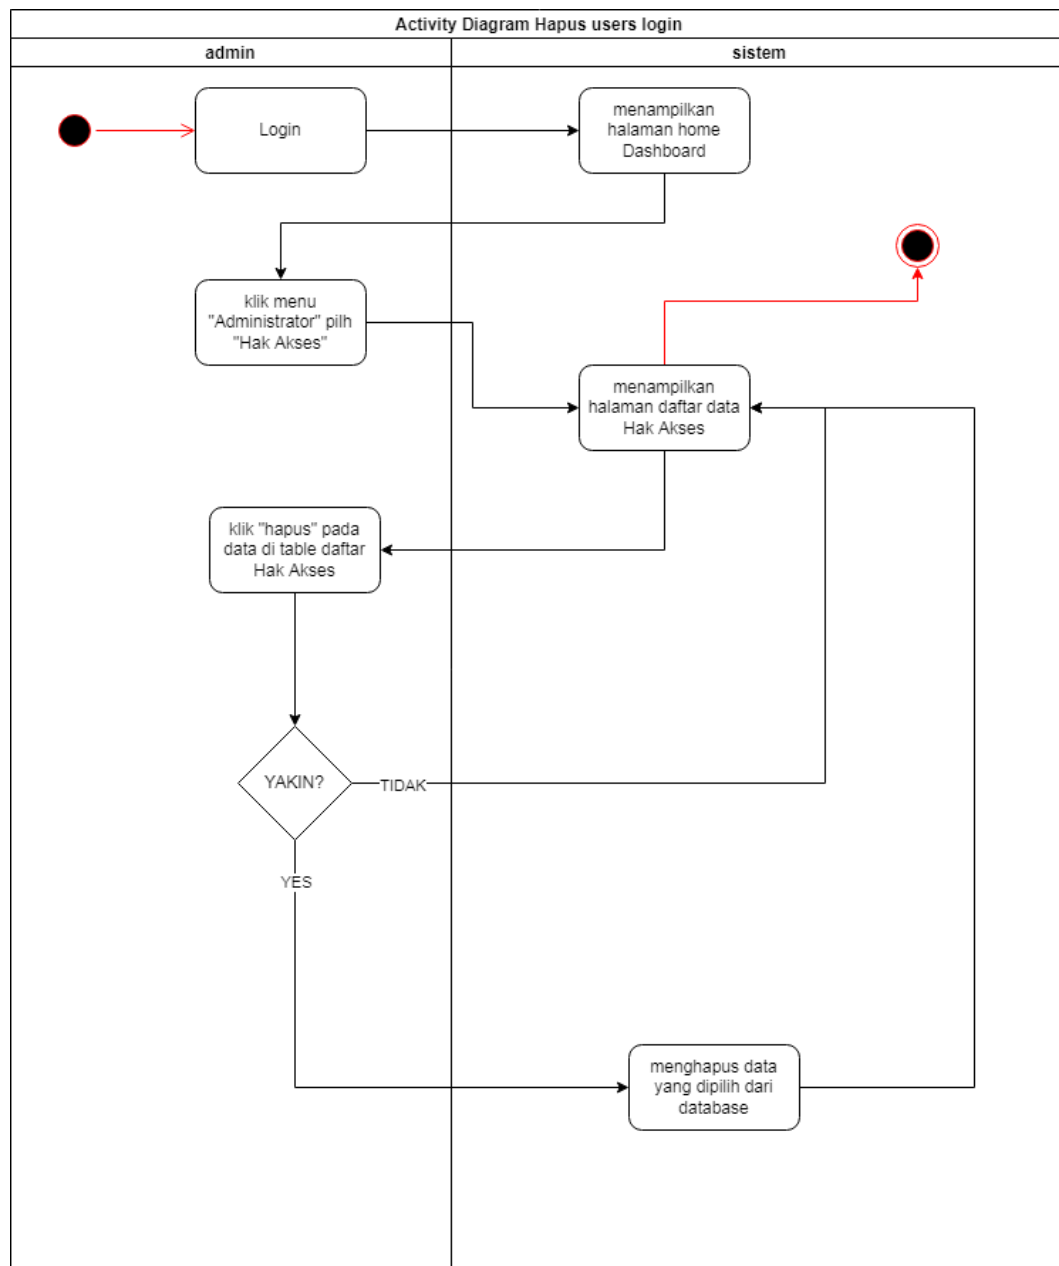 Activity Diagram Hapus users login
admin
sistem
Login
menampilkan
halaman home
Dashboard
klik menu
"Administrator" pilh
"Hak Akses"
menampilkan
halaman daftar data
Hak Akses
klik "hapus" pada
data di table daftar
Hak Akses
YAKIN?
TIDAK
YES
menghapus data
yang dipilih dari
database